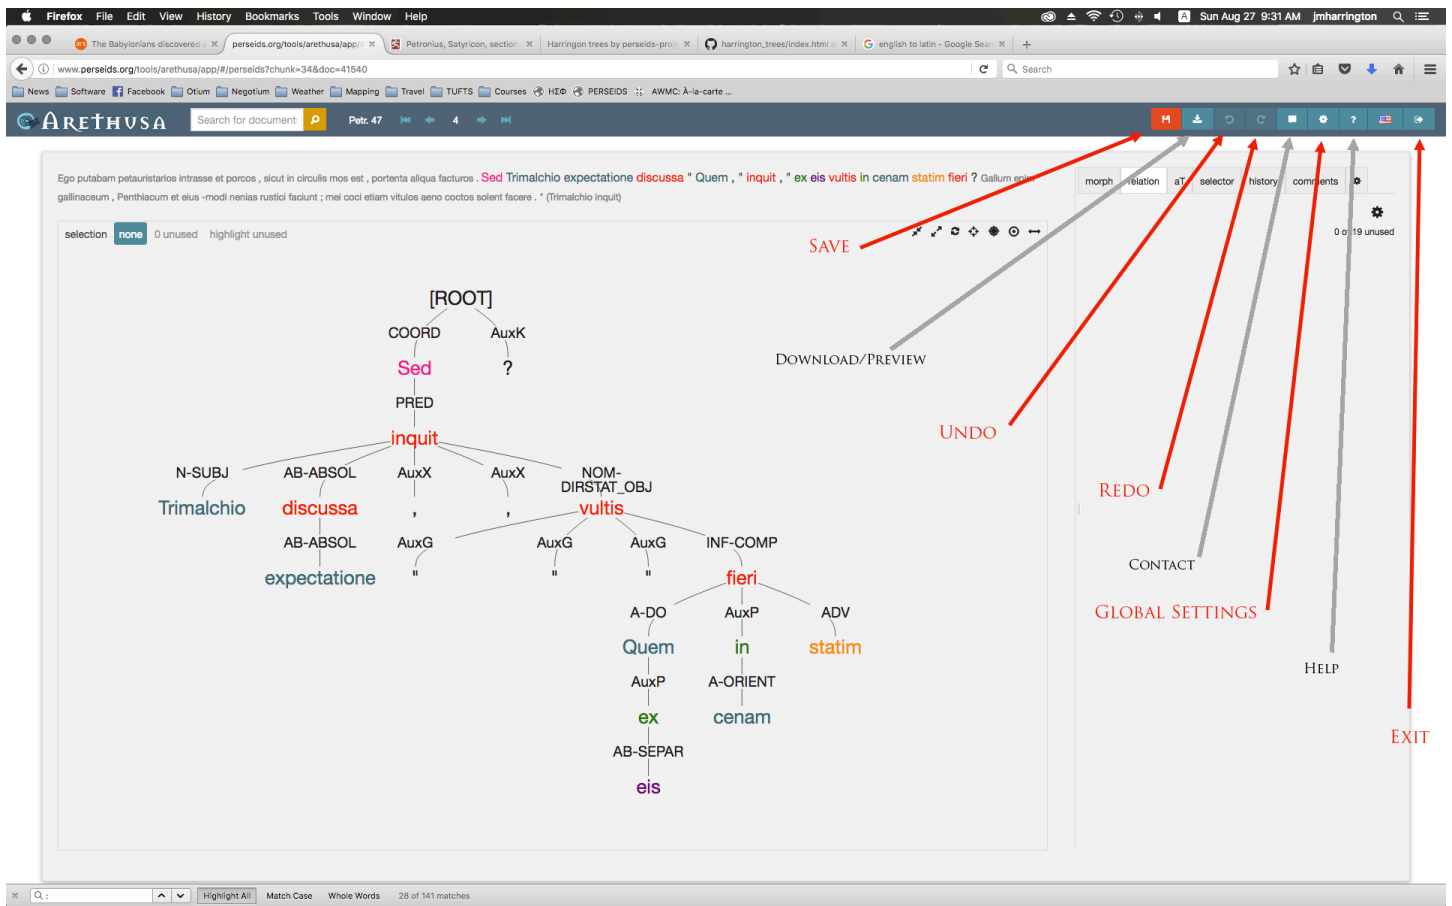 Firefox File Edit View History Bookmarks Tools Window Help
A Sun Aug 27 9:31 AM jmharrington
The Babylonians discovered
perseids.org/tools/arethusa/app/#
Petronius, Satyricon, section
Harringon trees by perseids-proj
harrington_trees/index.html a
english to latin - Google Sear
www.perseids.org/tools/arethusa/app/#/perseids?chunk=34&doc=41540
Search
News Software Facebook Otium Negotium Weather Mapping Travel TUFTS Courses ΗΣΦ PERSEIDS AWMC: À-la-carte ...
ARETHVSA
Search for document
Petr. 47
4
?
Ego putabam petauristarios intrasse et porcos , sicut in circulis mos est , portenta aliqua facturos . Sed Trimalchio expectatione discussa " Quem , " inquit , " ex eis vultis in cenam statim fieri ? Gallum enim
gallinaceum , Penthiacum et eius -modi nenias rustici faciunt ; mei coci etiam vitulos aeno coctos solent facere . " (Trimalchio inquit)
morph relation aT selector history comments
selection none 0 unused highlight unused
0 of 19 unused
SAVE
DOWNLOAD/PREVIEW
UNDO
REDO
CONTACT
GLOBAL SETTINGS
HELP
EXIT
[ROOT]
COORD AuxK
Sed ?
PRED
inquit
N-SUBJ AB-ABSOL AuxX AuxX NOM-
DIRSTAT_OBJ
Trimalchio discussa , , vultis
AB-ABSOL AuxG AuxG AuxG INF-COMP
expectatione " " " fieri
A-DO AuxP ADV
Quem in statim
AuxP A-ORIENT
ex cenam
AB-SEPAR
eis
:
Highlight All Match Case Whole Words 28 of 141 matches